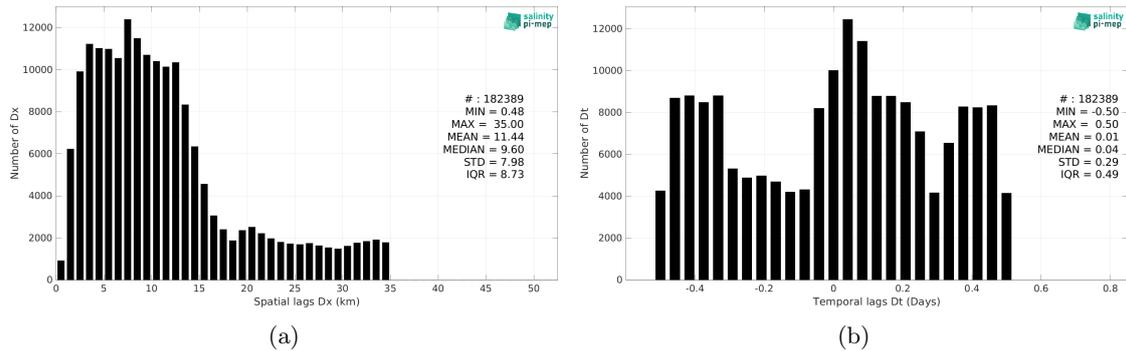 12000
10000
8000
6000
4000
2000
0
Number of Dx
0 5 10 15 20 25 30 35 40 45 50
Spatial lags Dx (km)
salinity
pi-mep
# : 182389
MIN = 0.48
MAX = 35.00
MEAN = 11.44
MEDIAN = 9.60
STD = 7.98
IQR = 8.73
(a)
12000
10000
8000
6000
4000
2000
0
Number of Dt
-0.4 -0.2 0 0.2 0.4 0.6 0.8
Temporal lags Dt (Days)
salinity
pi-mep
# : 182389
MIN = -0.50
MAX = 0.50
MEAN = 0.01
MEDIAN = 0.04
STD = 0.29
IQR = 0.49
(b)